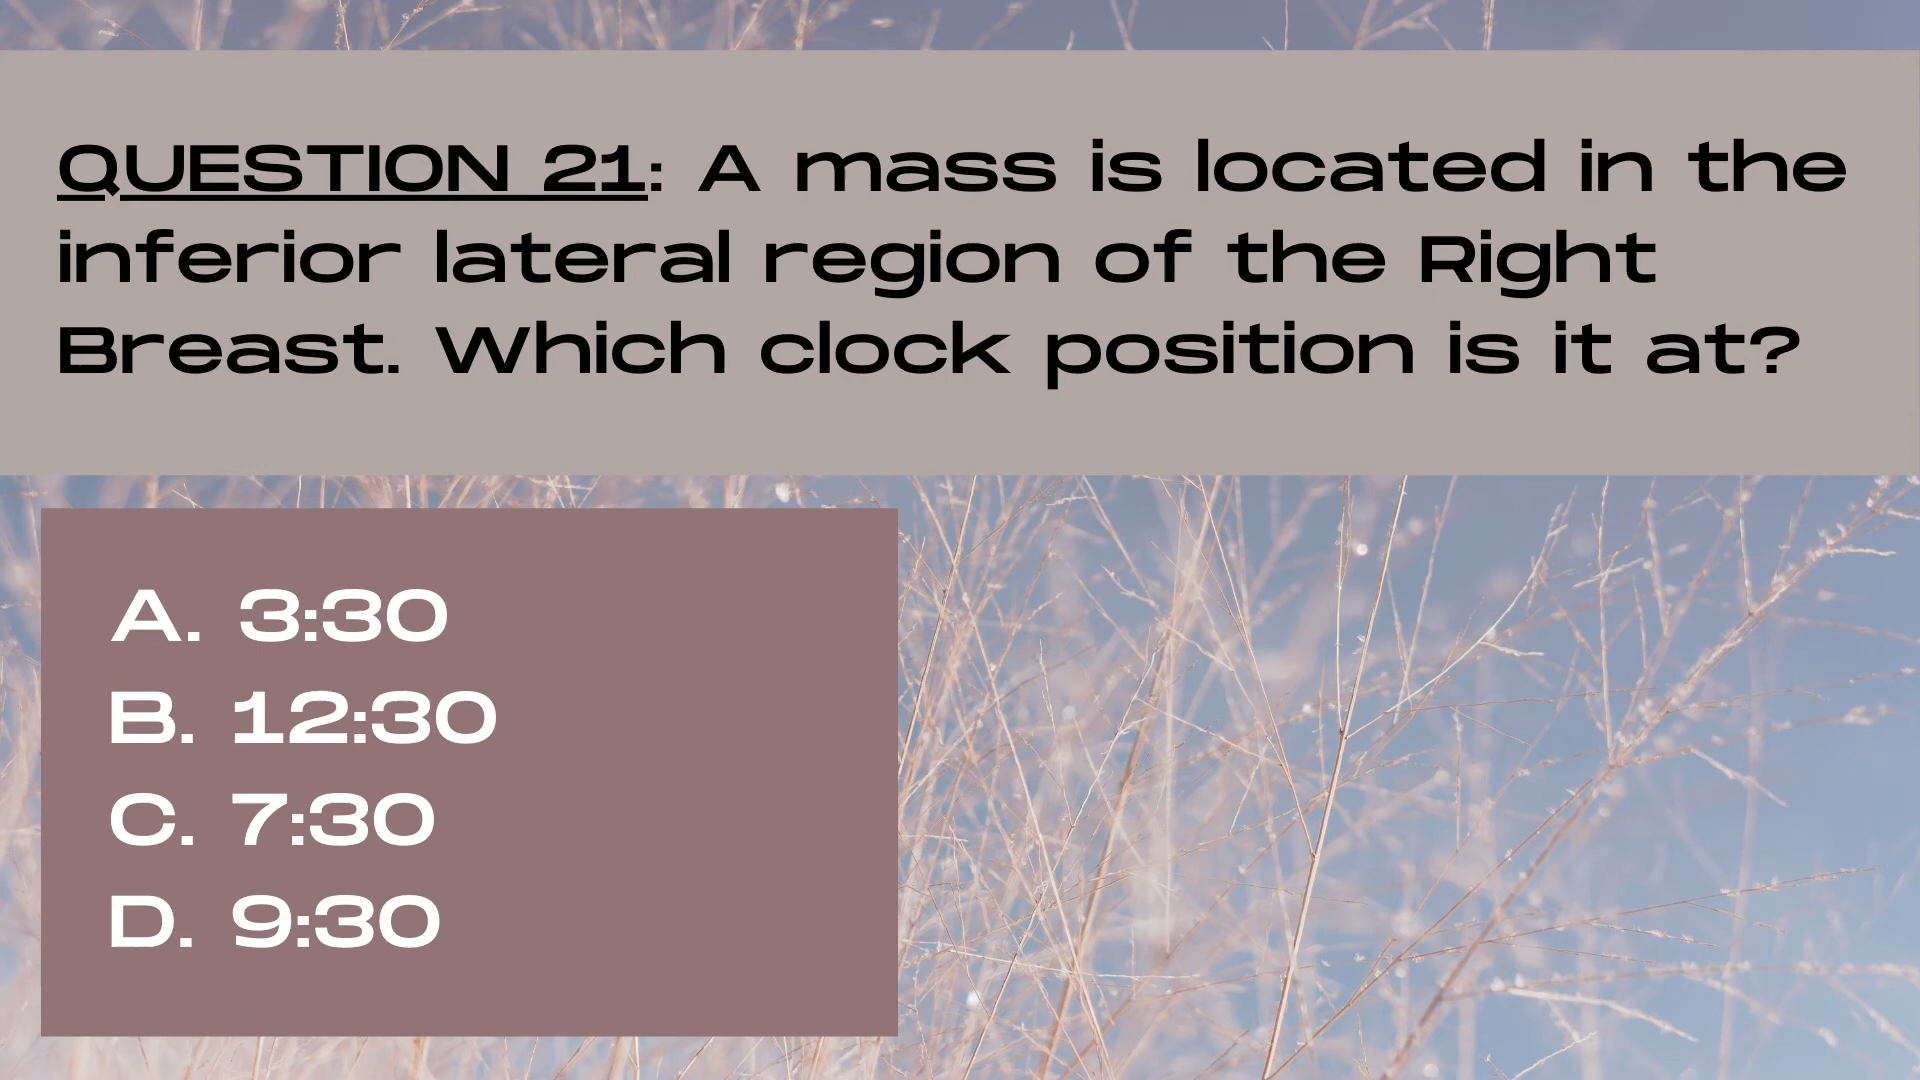 QUESTION 21: A mass is located in the
inferior lateral region of the Right
Breast. Which clock position is it at?
A. 3:30
B. 12:30
C. 7:30
D. 9:30